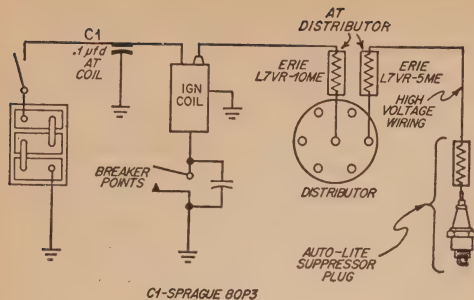 C1
.1 µfd
AT
COIL
IGN
COIL
BREAKER
POINTS
AT
DISTRIBUTOR
ERIE
L7VR-10ME
ERIE
L7VR-5ME
HIGH
VOLTAGE
WIRING
DISTRIBUTOR
AUTO-LITE
SUPPRESSOR
PLUG
C1-SPRAGUE 80P3